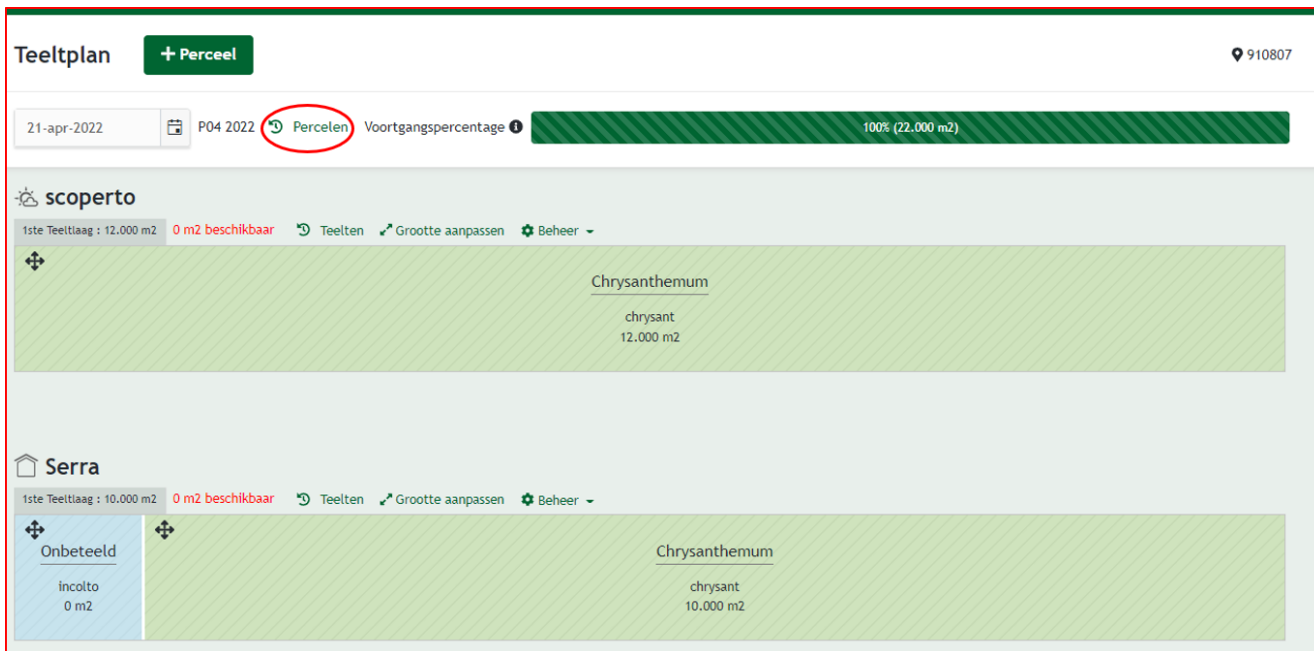 Teeltplan + Perceel 910807
21-apr-2022 P04 2022 Percelen Voortgangspercentage 100% (22.000 m2)
scoperto
1ste Teeltlaag : 12.000 m2 0 m2 beschikbaar Teelten Grootte aanpassen Beheer
Chrysanthemum
chrysant
12.000 m2
Serra
1ste Teeltlaag : 10.000 m2 0 m2 beschikbaar Teelten Grootte aanpassen Beheer
Onbeteeld
incolto
0 m2
Chrysanthemum
chrysant
10.000 m2